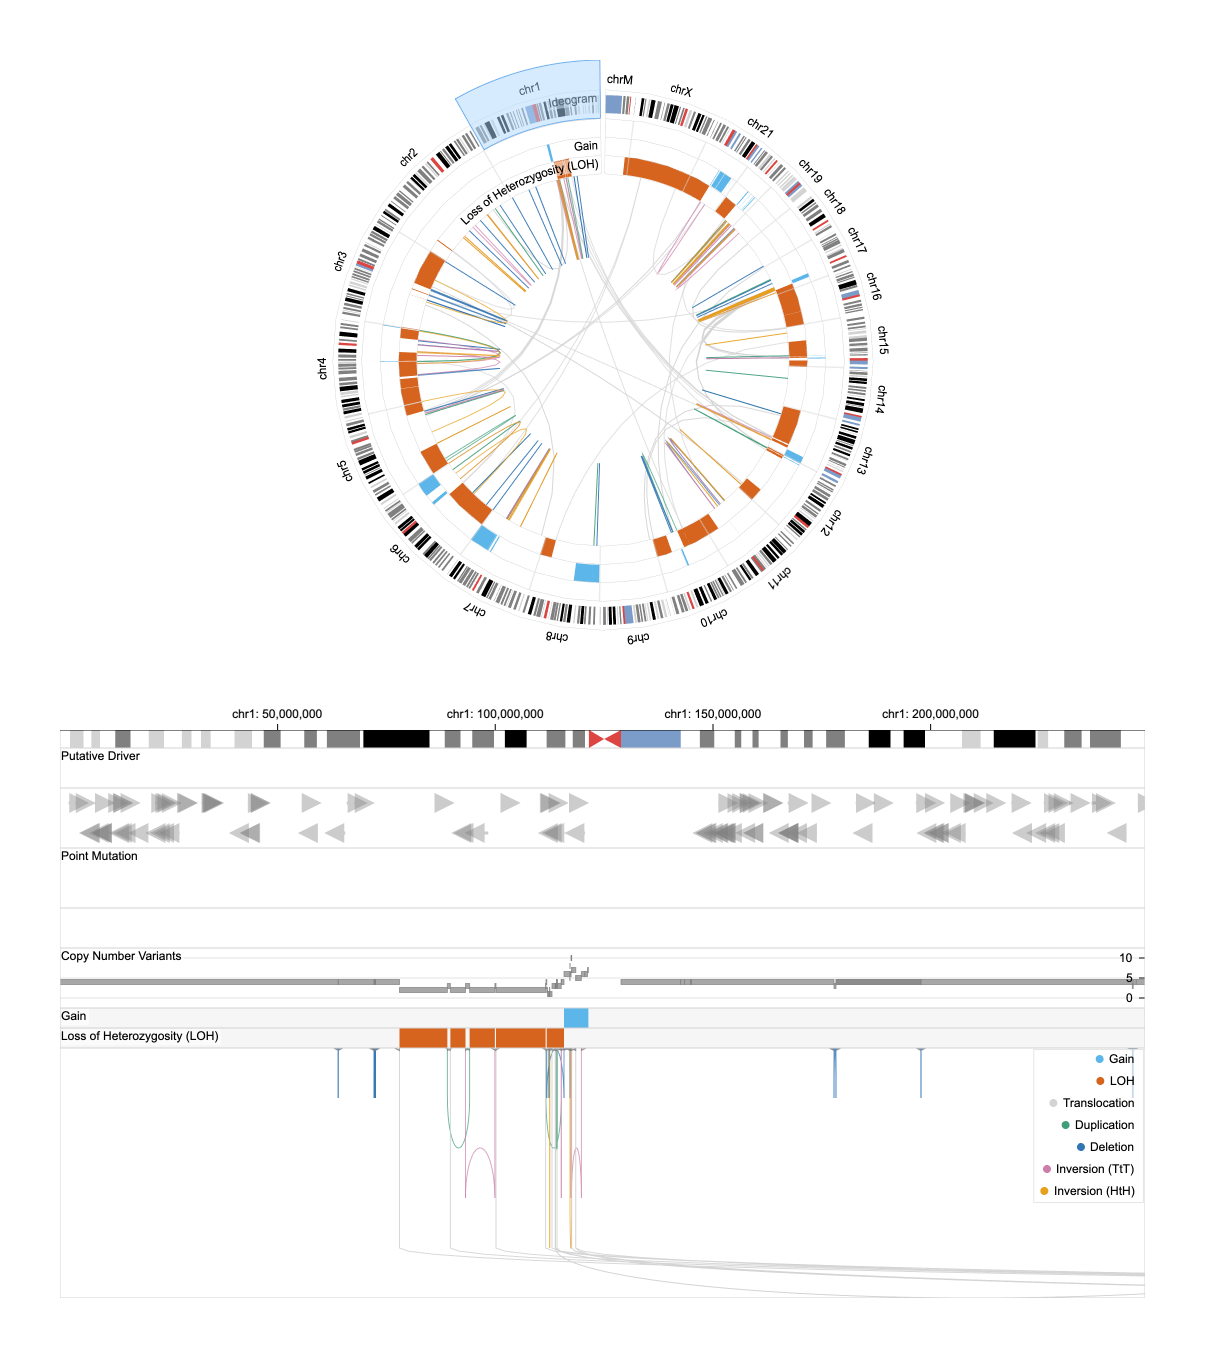 chr1
Ideogram
chrM
chrX
chr21
chr19
chr18
chr17
chr16
chr15
chr14
chr13
chr12
chr11
chr10
chr9
chr8
chr7
chr6
chr5
chr4
chr3
chr2
Gain
Loss of Heterozygosity (LOH)
chr1: 50,000,000
chr1: 100,000,000
chr1: 150,000,000
chr1: 200,000,000
Putative Driver
Point Mutation
Copy Number Variants
10
5
0
Gain
Loss of Heterozygosity (LOH)
Gain
LOH
Translocation
Duplication
Deletion
Inversion (TtT)
Inversion (HtH)